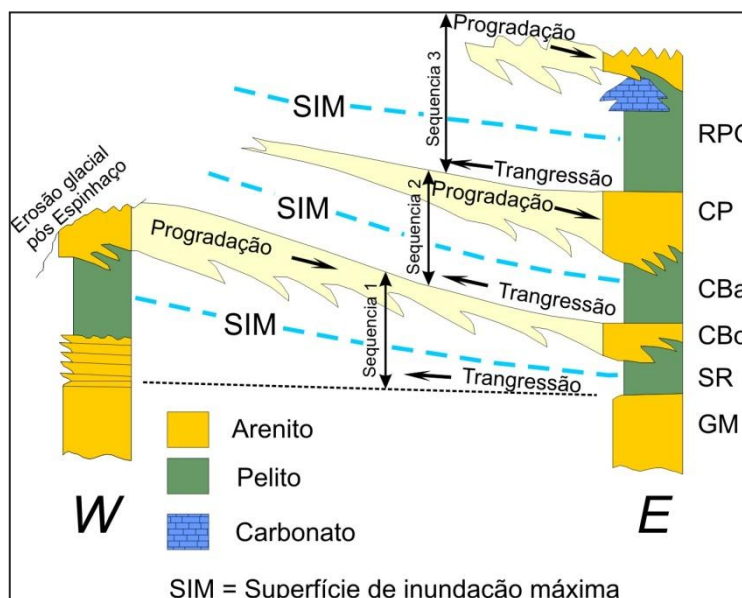 Progradação
Sequencia 3
SIM
RPC
Trangressão
Erosão glacial
pós Espinhaço
Sequencia 2
Progradação
CP
SIM
Progradação
Trangressão
CBa
Sequencia 1
SIM
CBo
Trangressão
SR
GM
Arenito
Pelito
Carbonato
W
E
SIM = Superfície de inundação máxima